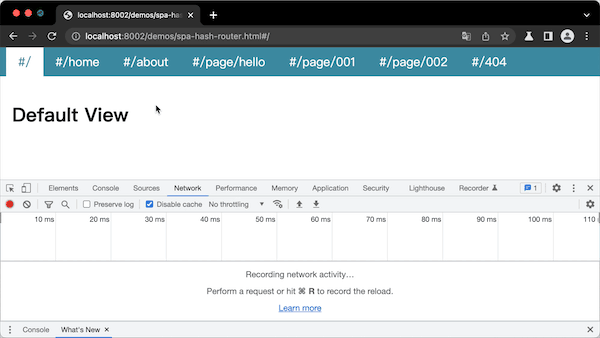 localhost:8002/demos/spa-has
localhost:8002/demos/spa-hash-router.html#/
#/ #/home #/about #/page/hello #/page/001 #/page/002 #/404
Default View
Elements Console Sources Network Performance Memory Application Security Lighthouse Recorder 1
Preserve log Disable cache No throttling
10 ms 20 ms 30 ms 40 ms 50 ms 60 ms 70 ms 80 ms 90 ms 100 ms 110
Recording network activity…
Perform a request or hit ⌘ R to record the reload.
Learn more
Console What's New